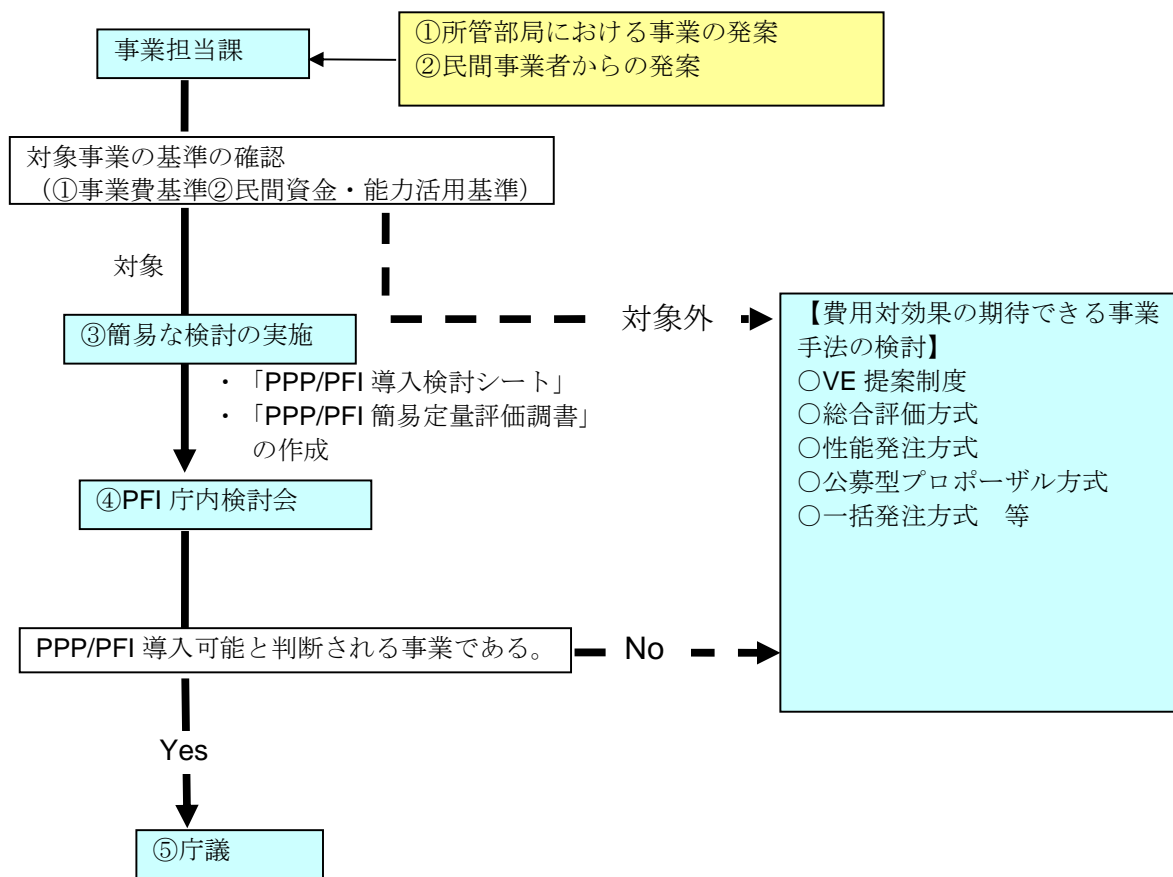 事業担当課
①所管部局における事業の発案
②民間事業者からの発案
対象事業の基準の確認
（①事業費基準②民間資金・能力活用基準）
対象
対象外
③簡易な検討の実施
・「PPP/PFI 導入検討シート」
・「PPP/PFI 簡易定量評価調書」
の作成
【費用対効果の期待できる事業
手法の検討】
○VE 提案制度
○総合評価方式
○性能発注方式
○公募型プロポーザル方式
○一括発注方式　等
④PFI 庁内検討会
PPP/PFI 導入可能と判断される事業である。
No
Yes
⑤庁議